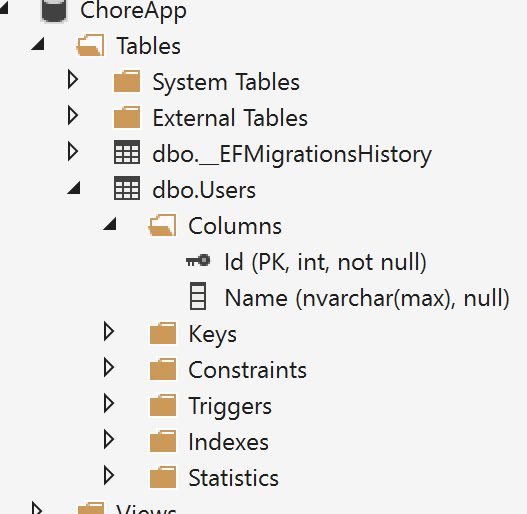 ChoreApp
Tables
System Tables
External Tables
dbo.__EFMigrationsHistory
dbo.Users
Columns
Id (PK, int, not null)
Name (nvarchar(max), null)
Keys
Constraints
Triggers
Indexes
Statistics
Views